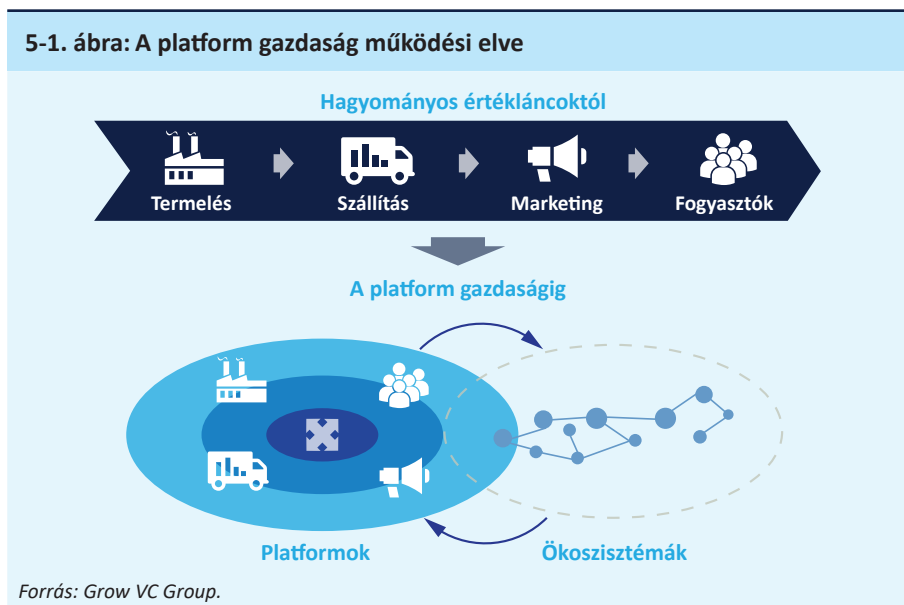 5-1. ábra: A platform gazdaság működési elve
Hagyományos értékláncoktól
Termelés
Szállítás
Marketing
Fogyasztók
A platform gazdaságig
Platformok
Ökoszisztémák
Forrás: Grow VC Group.